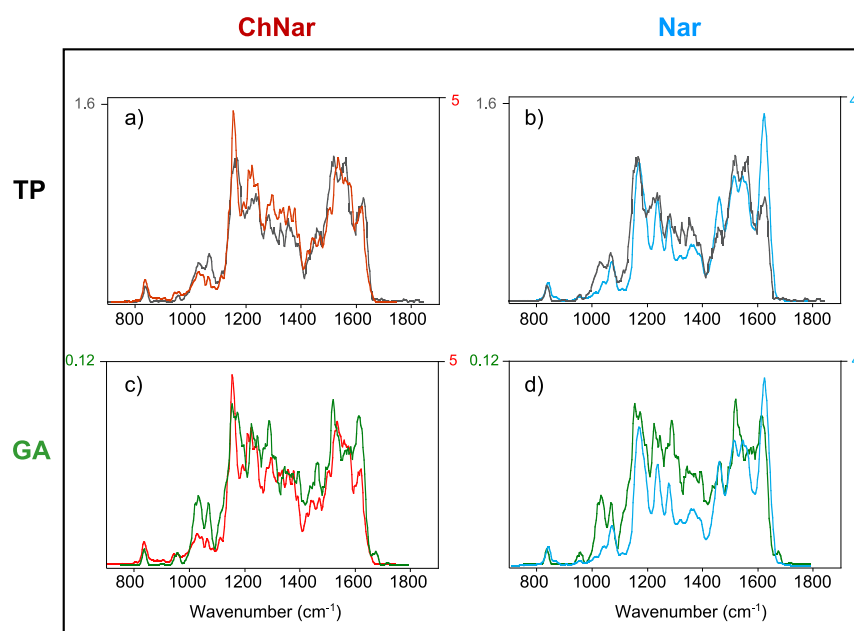 ChNar Nar
1.6 5 1.6 4
a) b)
TP
800 1000 1200 1400 1600 1800 800 1000 1200 1400 1600 1800
0.12 5 0.12 4
c) d)
GA
800 1000 1200 1400 1600 1800 800 1000 1200 1400 1600 1800
Wavenumber (cm-1) Wavenumber (cm-1)